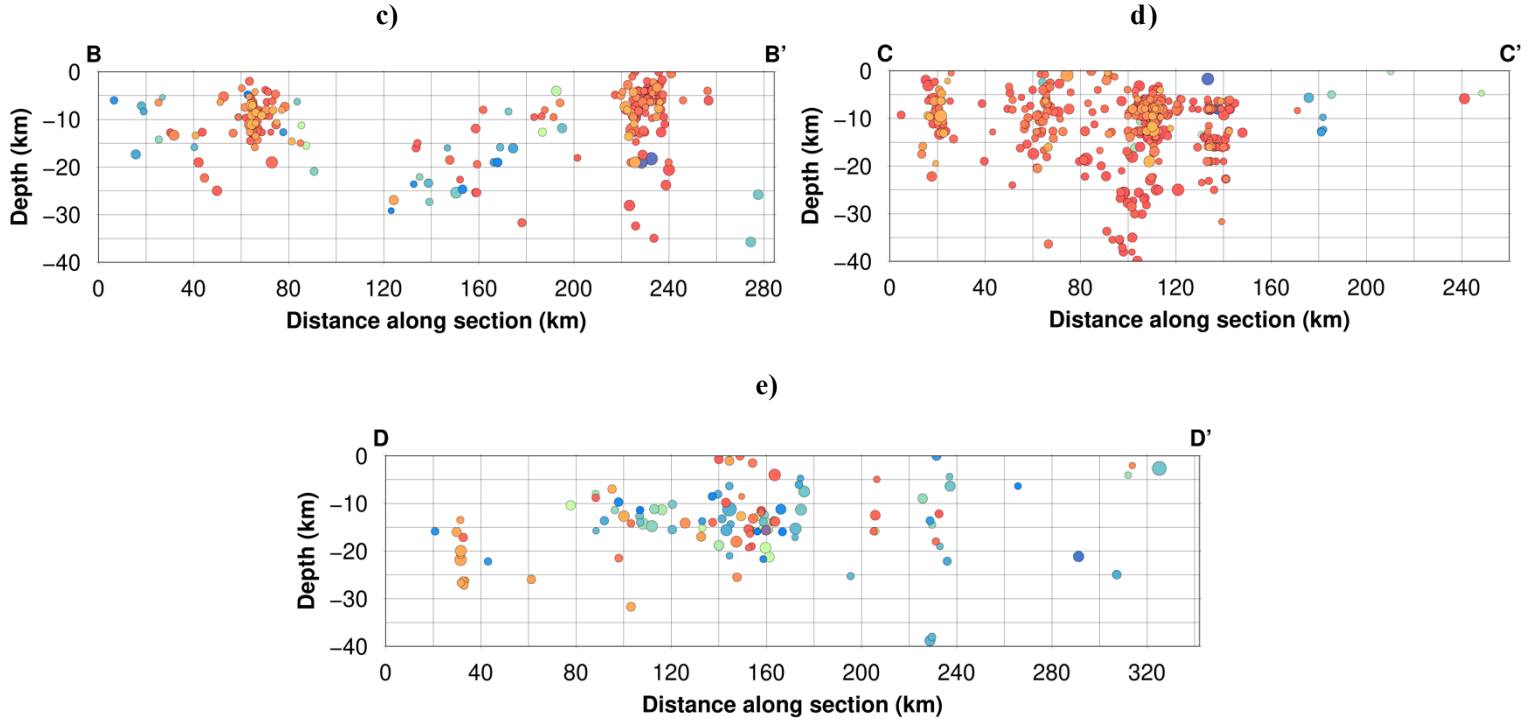 c)
d)
B
B’
C
C’
0
−10
−20
−30
−40
Depth (km)
0
40
80
120
160
200
240
280
Distance along section (km)
0
−10
−20
−30
−40
Depth (km)
0
40
80
120
160
200
240
Distance along section (km)
e)
D
D’
0
−10
−20
−30
−40
Depth (km)
0
40
80
120
160
200
240
280
320
Distance along section (km)